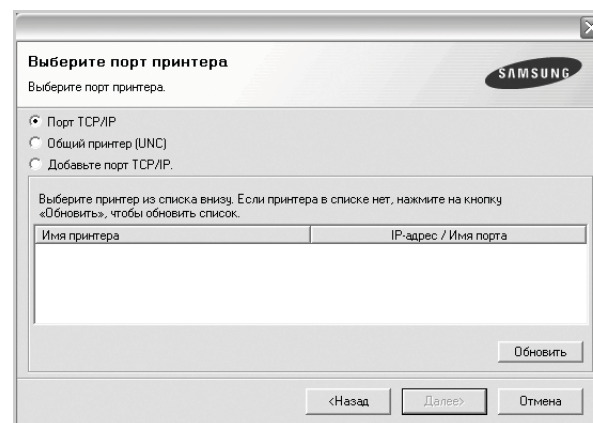 Выберите порт принтера
Выберите порт принтера.
SAMSUNG
Порт TCP/IP
Общий принтер (UNC)
Добавьте порт TCP/IP.
Выберите принтер из списка внизу. Если принтера в списке нет, нажмите на кнопку
«Обновить», чтобы обновить список.
Имя принтера IP-адрес / Имя порта
Обновить
<Назад Далее> Отмена